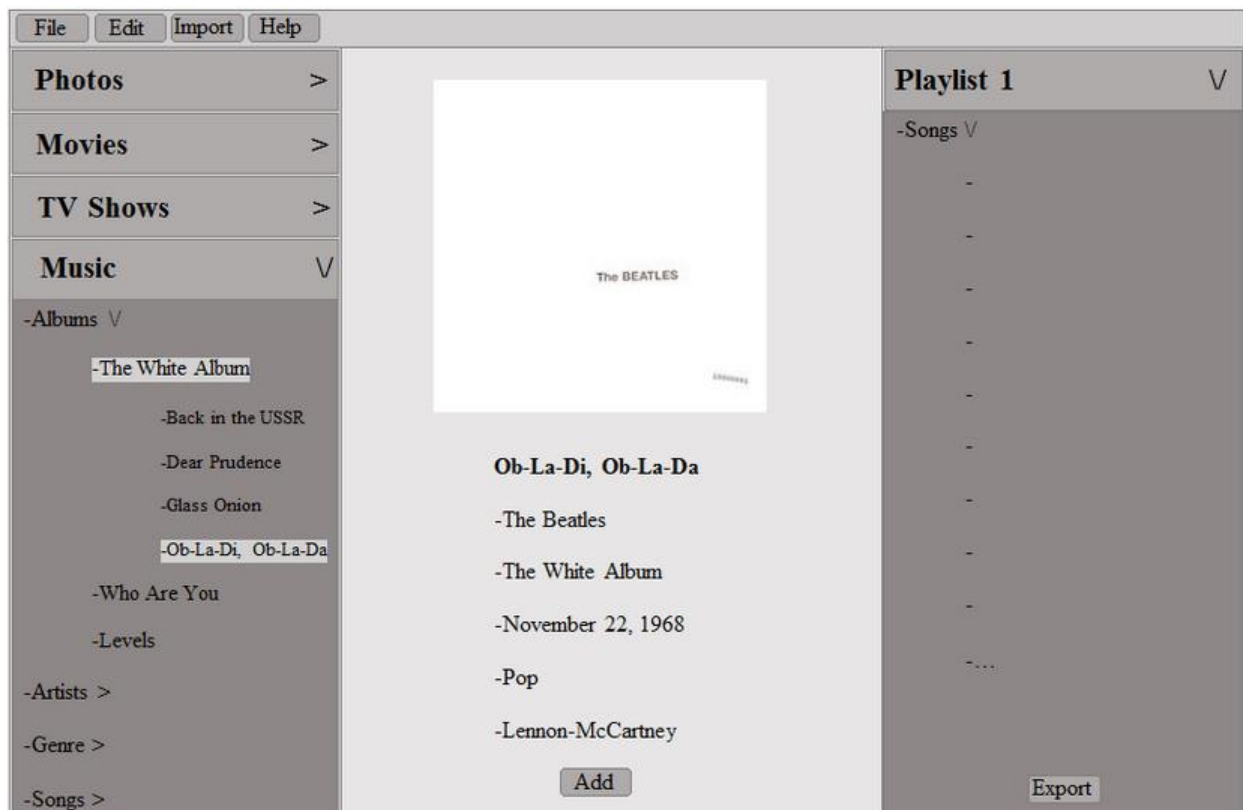 File Edit Import Help
Photos >
Movies >
TV Shows >
Music \/
-Albums \/
-The White Album
-Back in the USSR
-Dear Prudence
-Glass Onion
-Ob-La-Di, Ob-La-Da
-Who Are You
-Levels
-Artists >
-Genre >
-Songs >
The BEATLES
Ob-La-Di, Ob-La-Da
-The Beatles
-The White Album
-November 22, 1968
-Pop
-Lennon-McCartney
Add
Playlist 1 \/
-Songs \/
-
-
-
-
-
-
-
-
-
-...
Export